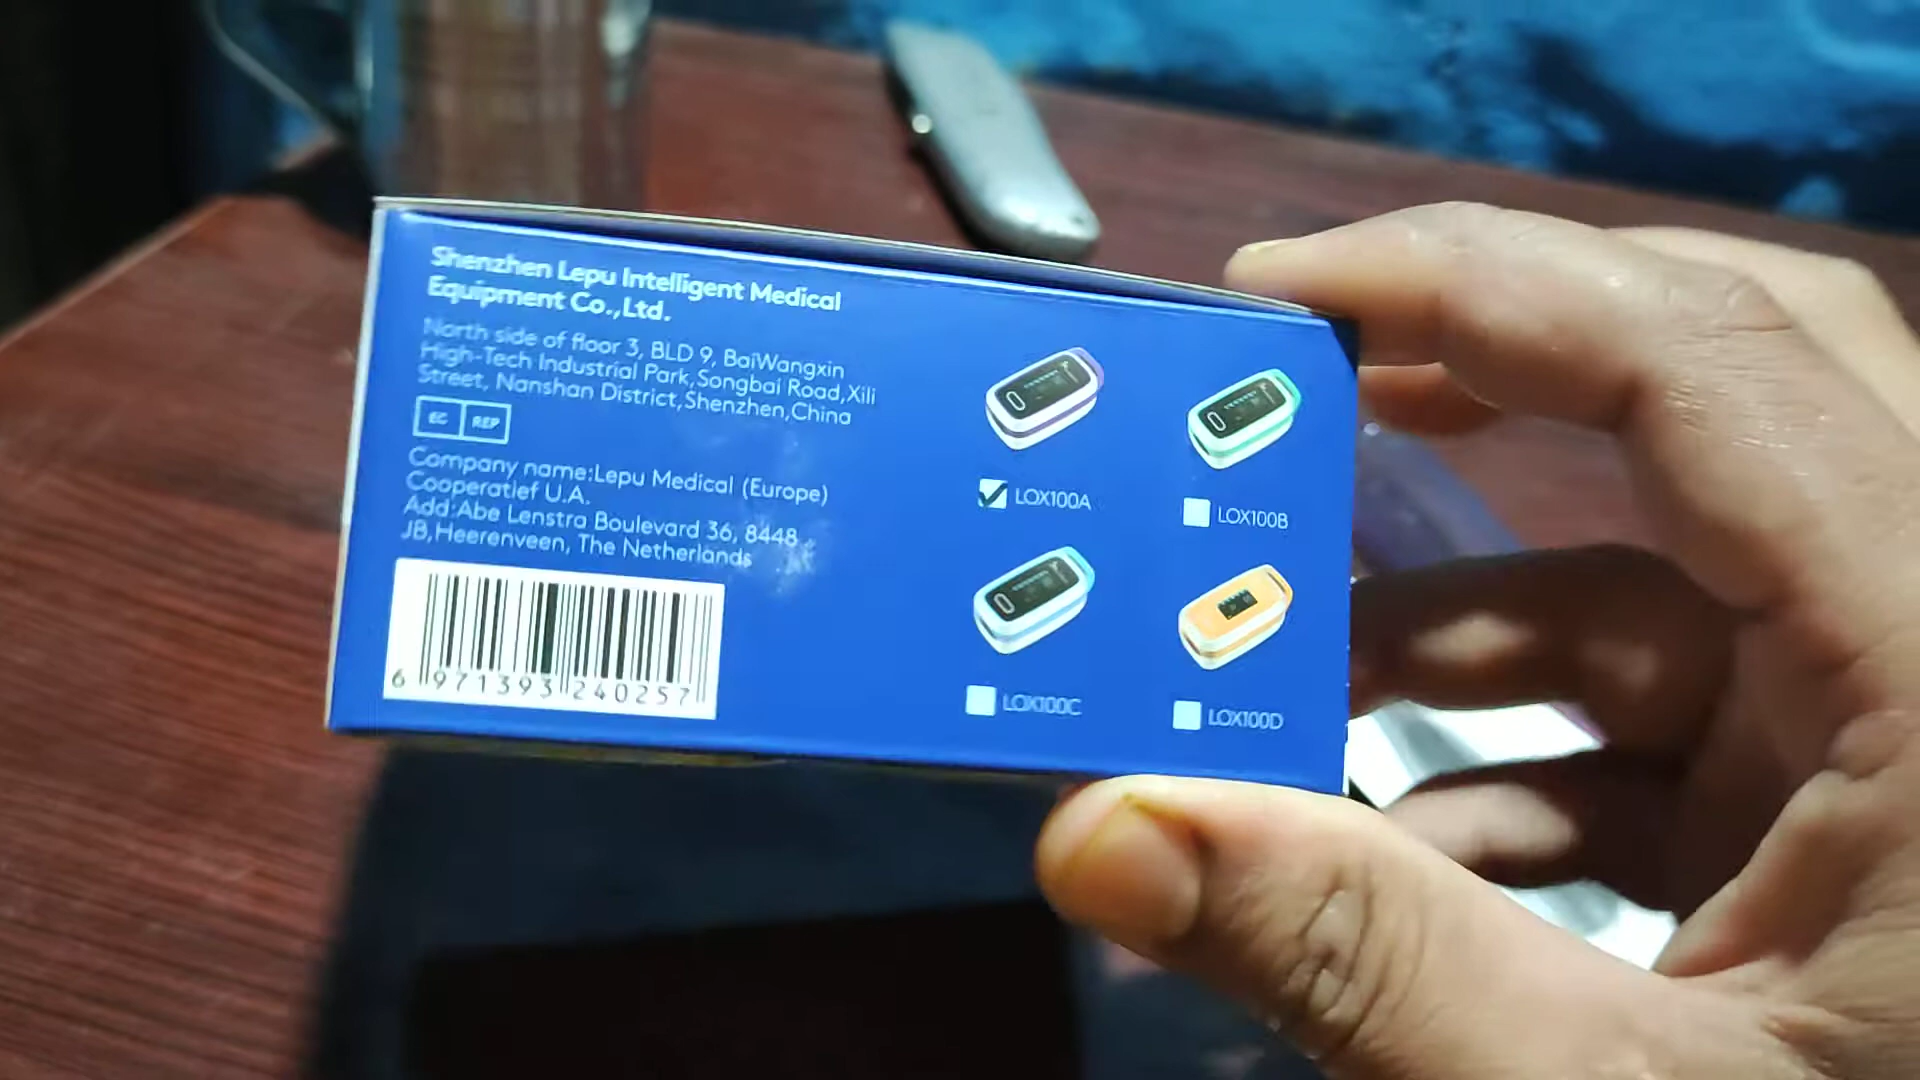 Shenzhen Lepu Intelligent Medical
Equipment Co.,Ltd.
North side of floor 3, BLD 9, BaiWangxin
High-Tech Industrial Park,Songbai Road,Xili
Street, Nanshan District,Shenzhen,China
EC REP
Company name:Lepu Medical (Europe)
Cooperatief U.A.
Add:Abe Lenstra Boulevard 36, 8448
JB,Heerenveen, The Netherlands
6 971393 240257
LOX100A
LOX100B
LOX100C
LOX100D